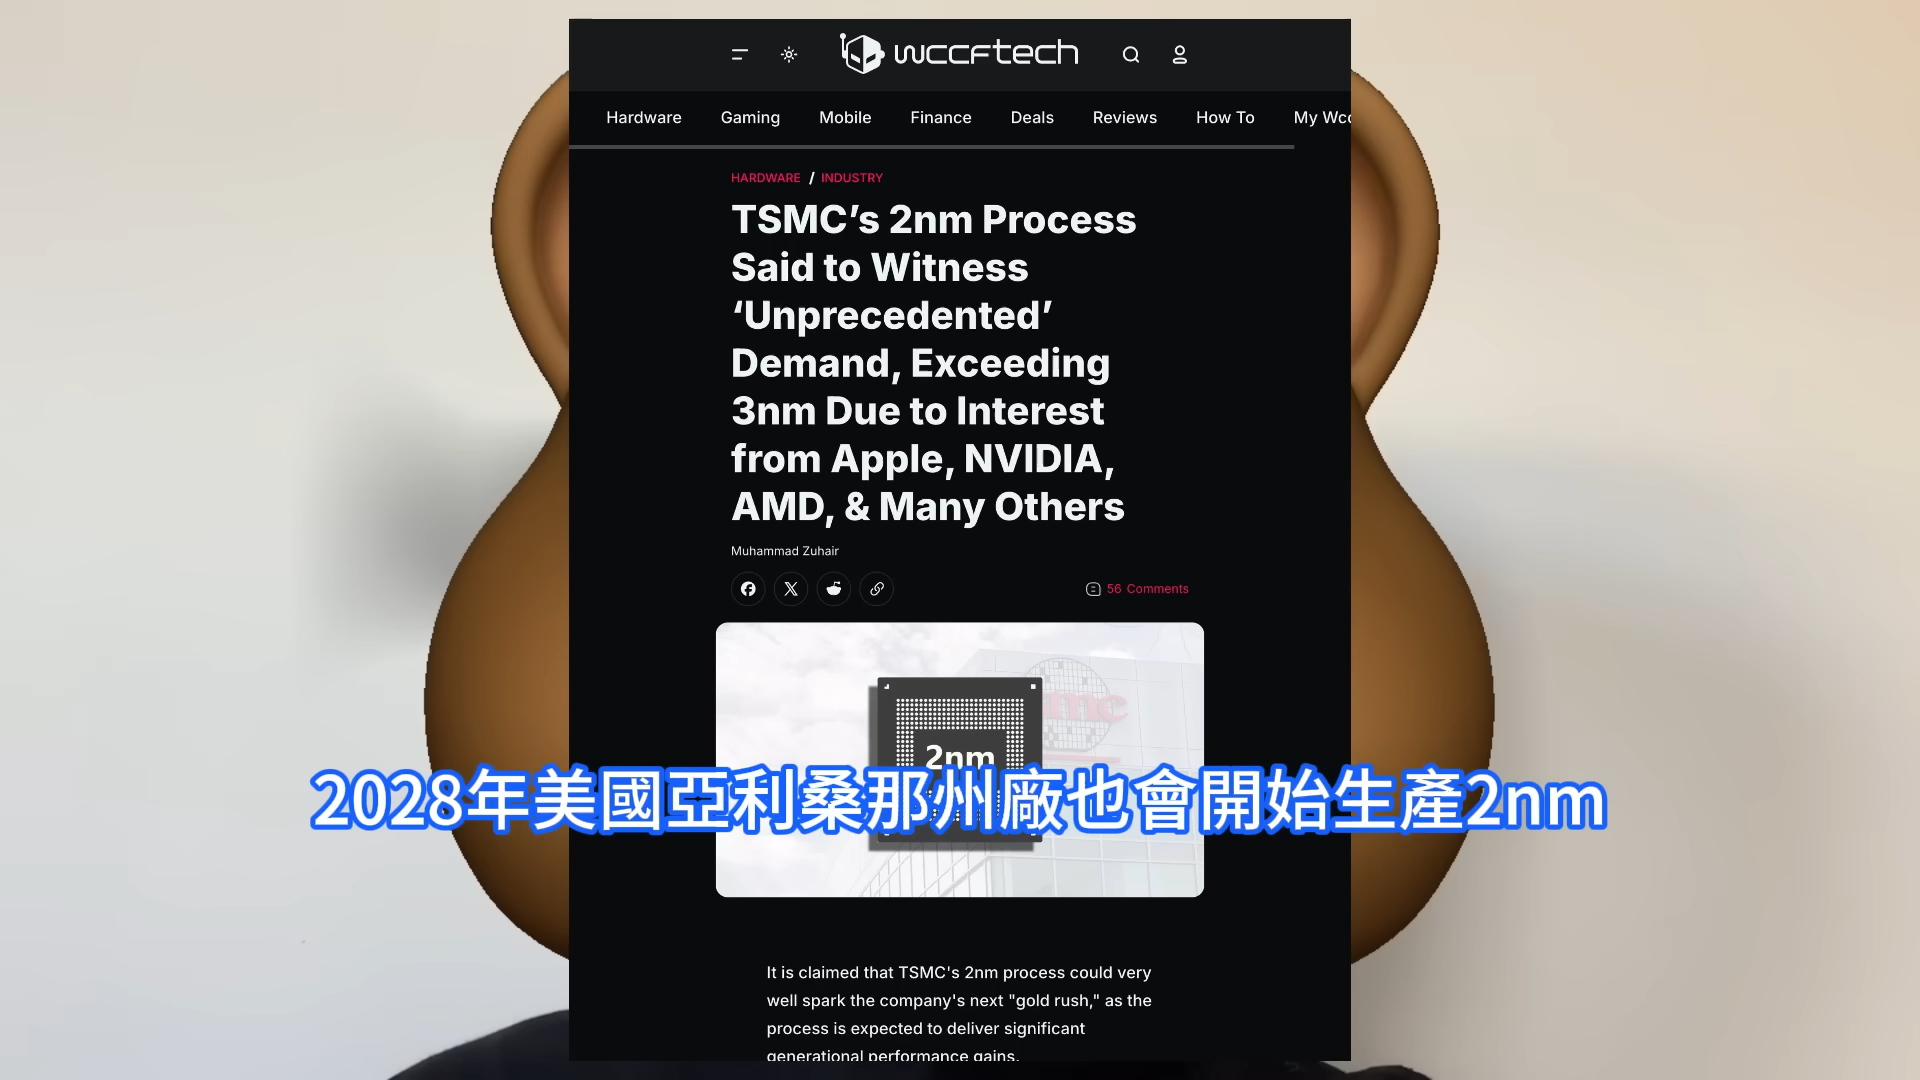 wccftech
Hardware Gaming Mobile Finance Deals Reviews How To My Wcc
HARDWARE / INDUSTRY
TSMC’s 2nm Process
Said to Witness
‘Unprecedented’
Demand, Exceeding
3nm Due to Interest
from Apple, NVIDIA,
AMD, & Many Others
Muhammad Zuhair
56 Comments
2nm
2028年美國亞利桑那州廠也會開始生產2nm
It is claimed that TSMC's 2nm process could very
well spark the company's next "gold rush," as the
process is expected to deliver significant
generational performance gains.